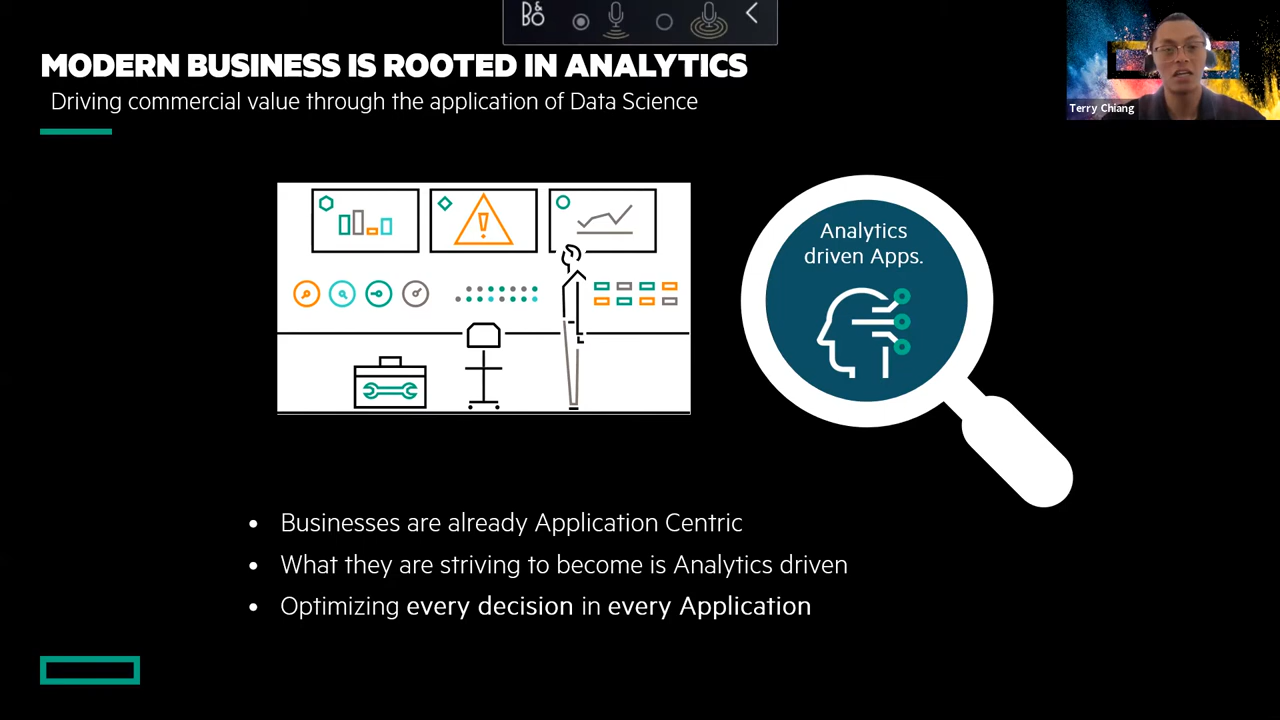 B&O
MODERN BUSINESS IS ROOTED IN ANALYTICS
Driving commercial value through the application of Data Science
Terry Chiang
Analytics
driven Apps.
• Businesses are already Application Centric
• What they are striving to become is Analytics driven
• Optimizing every decision in every Application